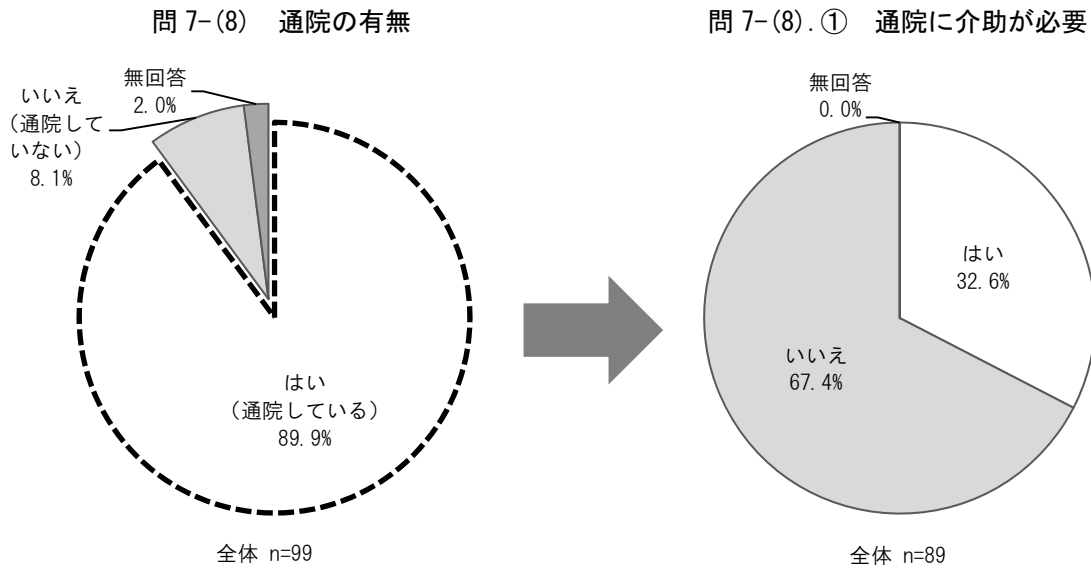 問 7-(8)　通院の有無
無回答
2.0%
いいえ
（通院して
いない）
8.1%
はい
（通院している）
89.9%
全体 n=99
問 7-(8).①　通院に介助が必要
無回答
0.0%
はい
32.6%
いいえ
67.4%
全体 n=89